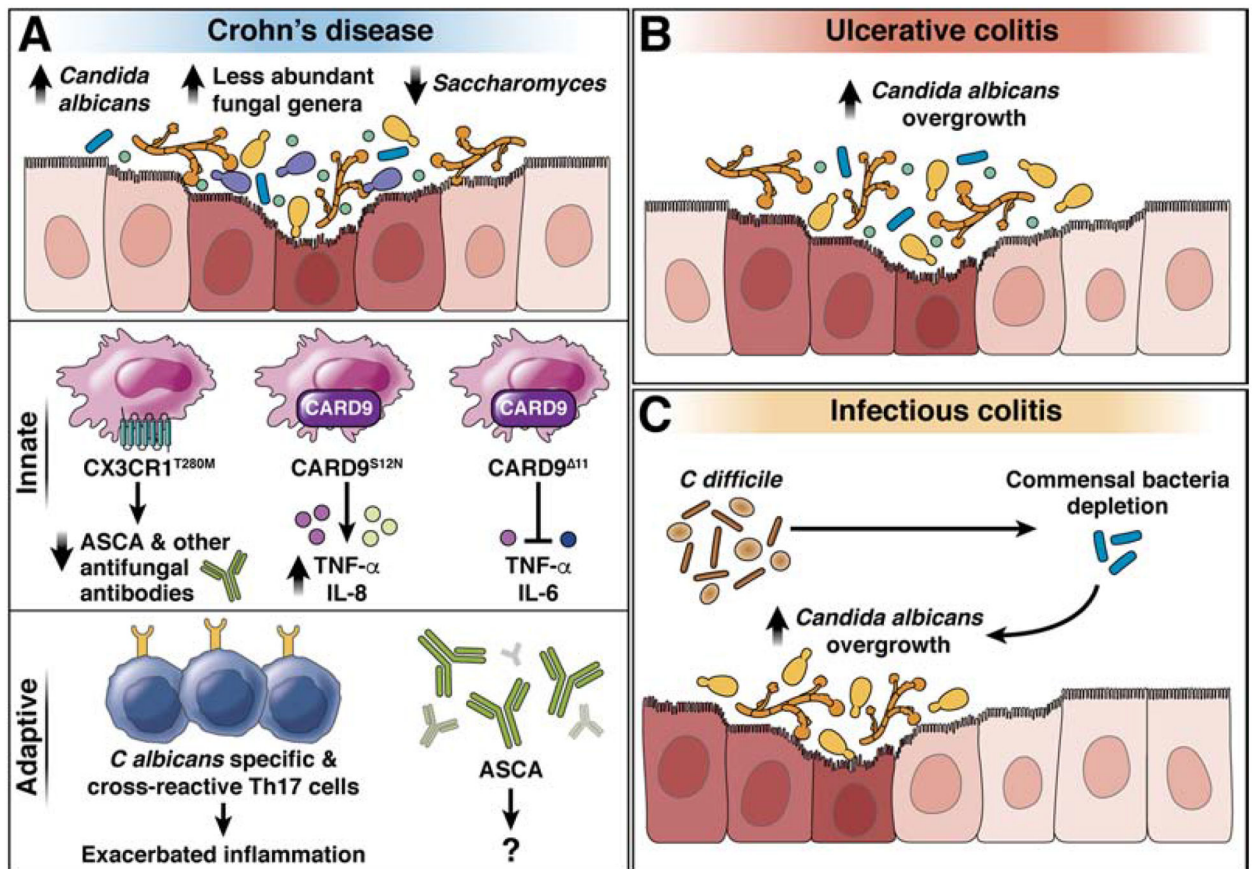 A
Crohn's disease
Candida
albicans
Less abundant
fungal genera
Saccharomyces
Innate
CX3CR1T280M
ASCA & other
antifungal
antibodies
CARD9
CARD9S12N
TNF-α
IL-8
CARD9
CARD9Δ11
TNF-α
IL-6
Adaptive
C albicans specific &
cross-reactive Th17 cells
Exacerbated inflammation
ASCA
?
B
Ulcerative colitis
Candida albicans
overgrowth
C
Infectious colitis
C difficile
Commensal bacteria
depletion
Candida albicans
overgrowth